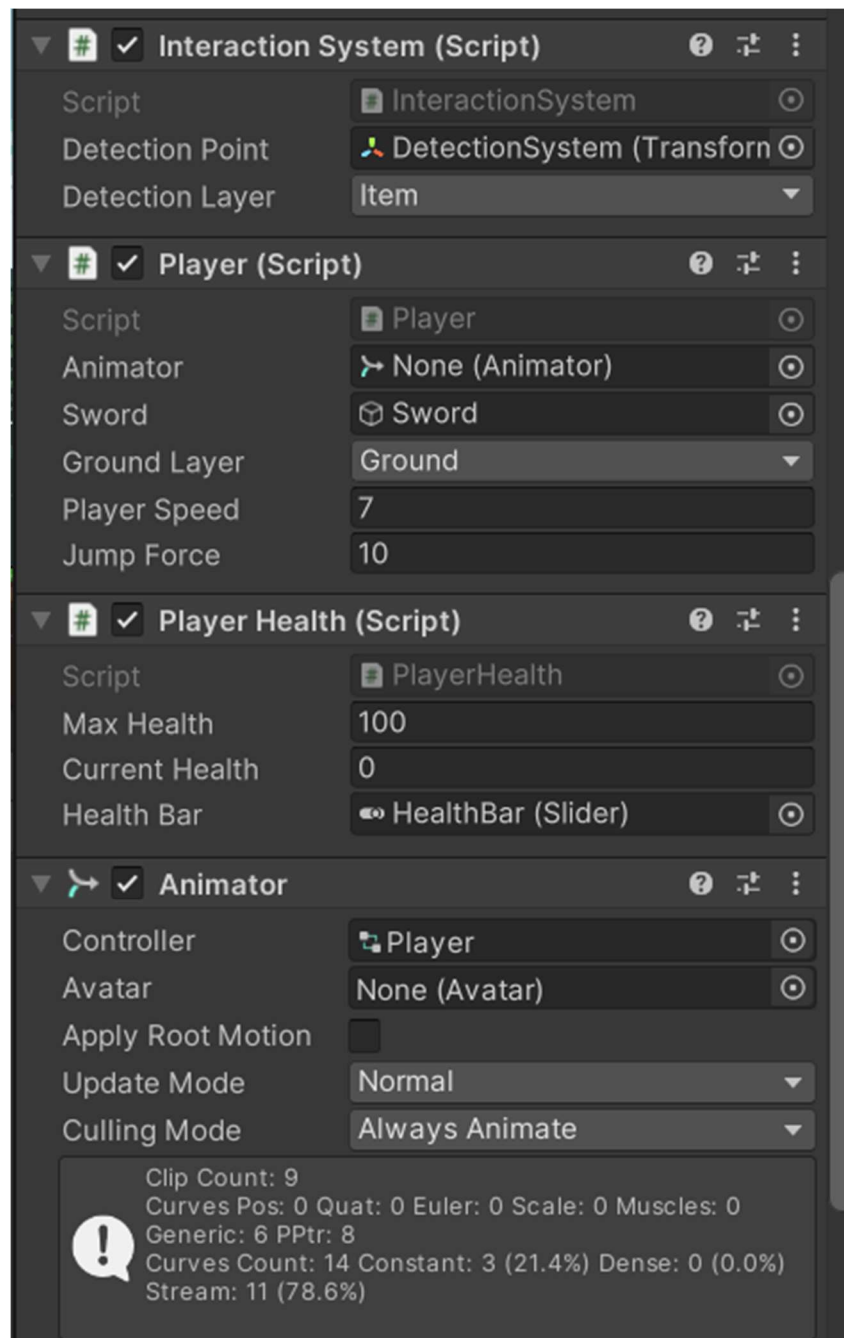 Interaction System (Script)
Script InteractionSystem
Detection Point DetectionSystem (Transform
Detection Layer Item
Player (Script)
Script Player
Animator None (Animator)
Sword Sword
Ground Layer Ground
Player Speed 7
Jump Force 10
Player Health (Script)
Script PlayerHealth
Max Health 100
Current Health 0
Health Bar HealthBar (Slider)
Animator
Controller Player
Avatar None (Avatar)
Apply Root Motion
Update Mode Normal
Culling Mode Always Animate
Clip Count: 9
Curves Pos: 0 Quat: 0 Euler: 0 Scale: 0 Muscles: 0
Generic: 6 PPtr: 8
Curves Count: 14 Constant: 3 (21.4%) Dense: 0 (0.0%)
Stream: 11 (78.6%)